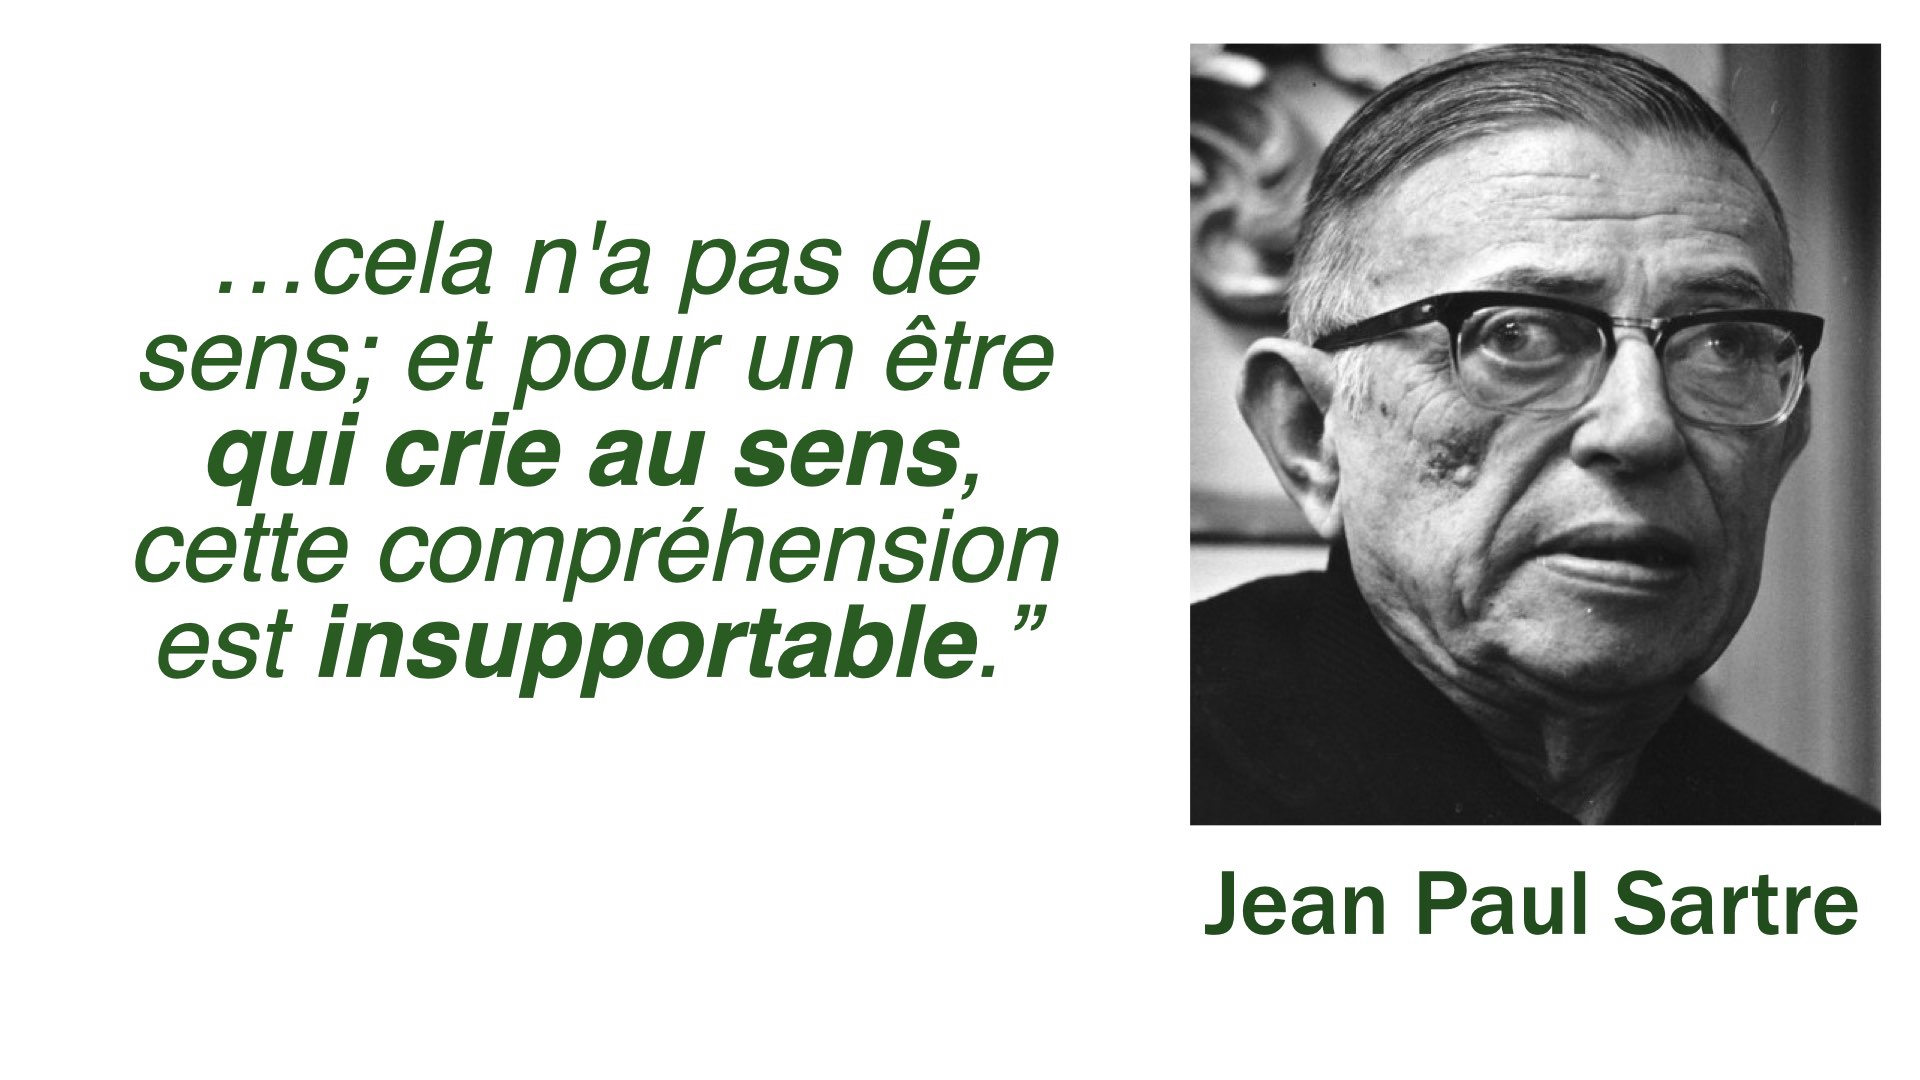 …cela n'a pas de
sens; et pour un être
qui crie au sens,
cette compréhension
est insupportable.”
Jean Paul Sartre